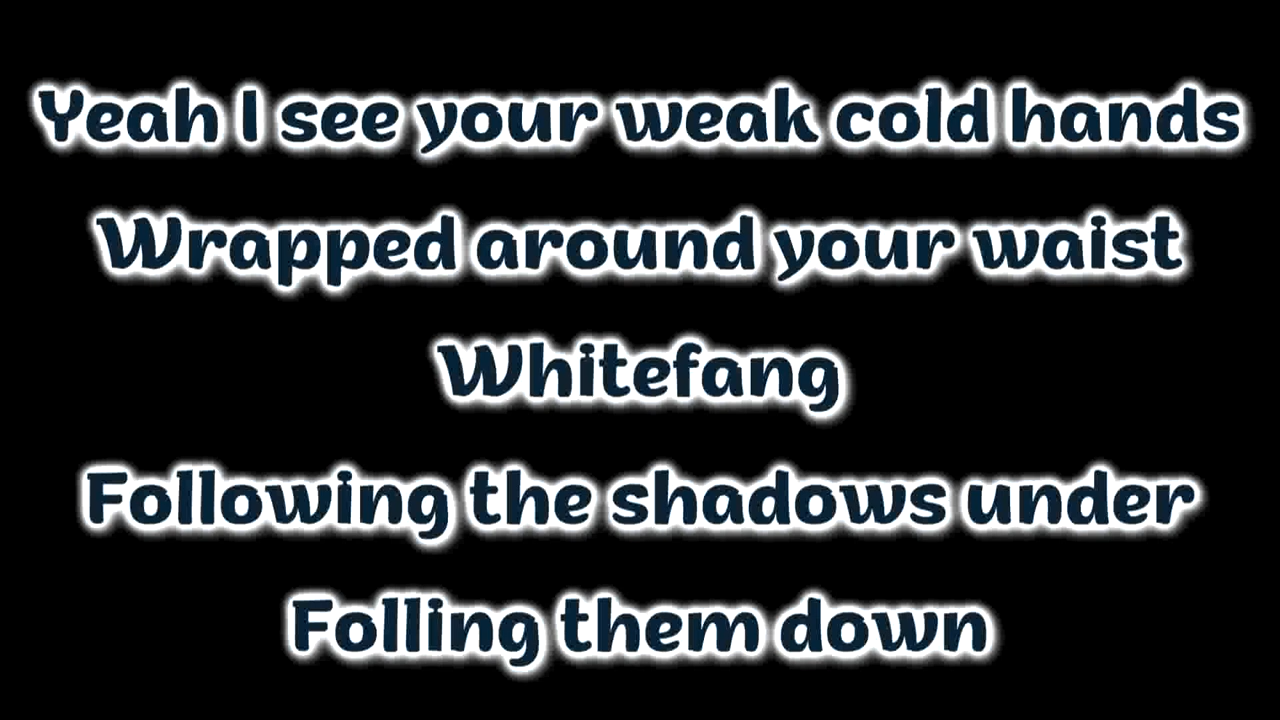 Yeah I see your weak cold hands
Wrapped around your waist
Whitefang
Following the shadows under
Folling them down